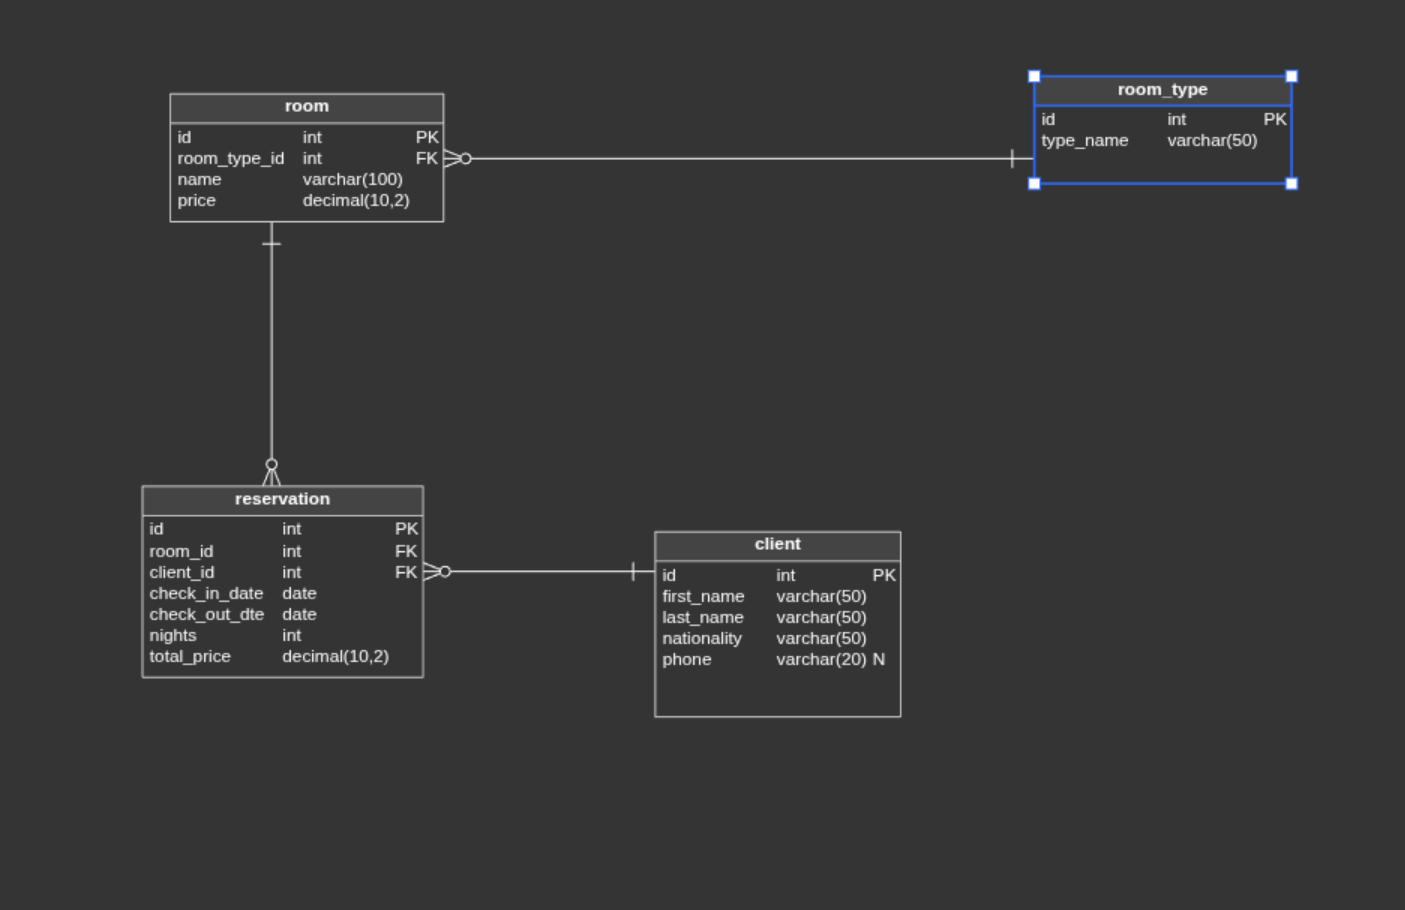 room
id int PK
room_type_id int FK
name varchar(100)
price decimal(10,2)
room_type
id int PK
type_name varchar(50)
reservation
id int PK
room_id int FK
client_id int FK
check_in_date date
check_out_dte date
nights int
total_price decimal(10,2)
client
id int PK
first_name varchar(50)
last_name varchar(50)
nationality varchar(50)
phone varchar(20) N